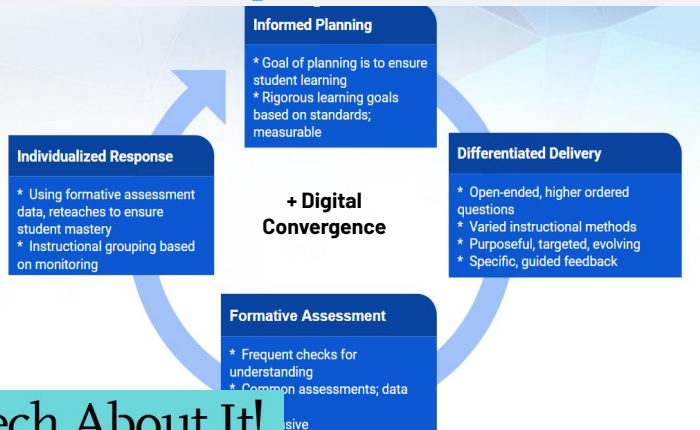 Informed Planning
* Goal of planning is to ensure
student learning
* Rigorous learning goals
based on standards;
measurable
Individualized Response
* Using formative assessment
data, reteaches to ensure
student mastery
* Instructional grouping based
on monitoring
+ Digital
Convergence
Differentiated Delivery
* Open-ended, higher ordered
questions
* Varied instructional methods
* Purposeful, targeted, evolving
* Specific, guided feedback
Formative Assessment
* Frequent checks for
understanding
* Common assessments; data
About It!